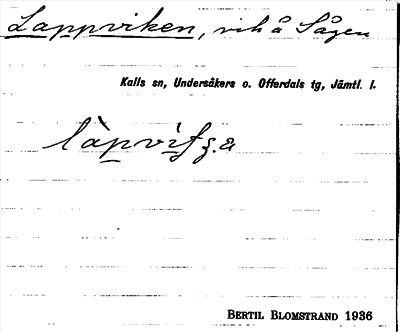 Lappviken, vik å Sågen
Kalls sn, Undersåkers o. Offerdals tg, Jämtl. l.
BERTIL BLOMSTRAND 1936